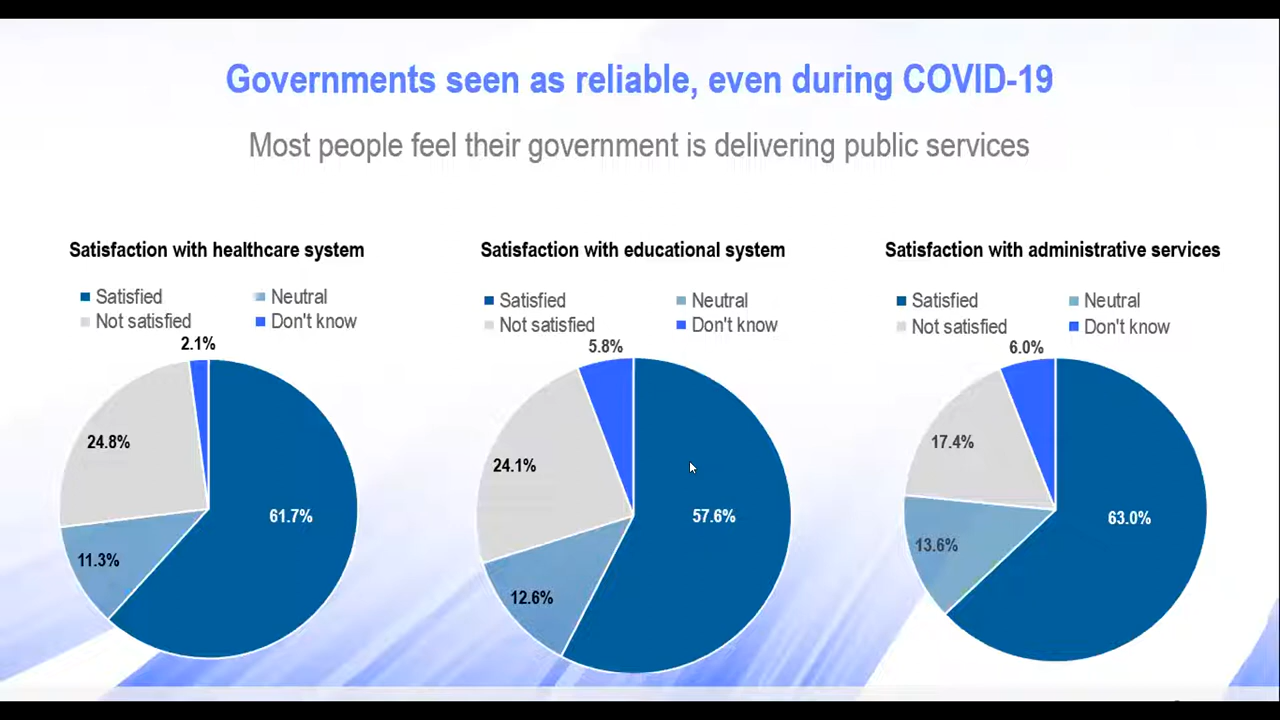 Governments seen as reliable, even during COVID-19
Most people feel their government is delivering public services
Satisfaction with healthcare system
Satisfied Neutral
Not satisfied Don't know
2.1%
24.8%
61.7%
11.3%
Satisfaction with educational system
Satisfied Neutral
Not satisfied Don't know
5.8%
24.1%
57.6%
12.6%
Satisfaction with administrative services
Satisfied Neutral
Not satisfied Don't know
6.0%
17.4%
63.0%
13.6%